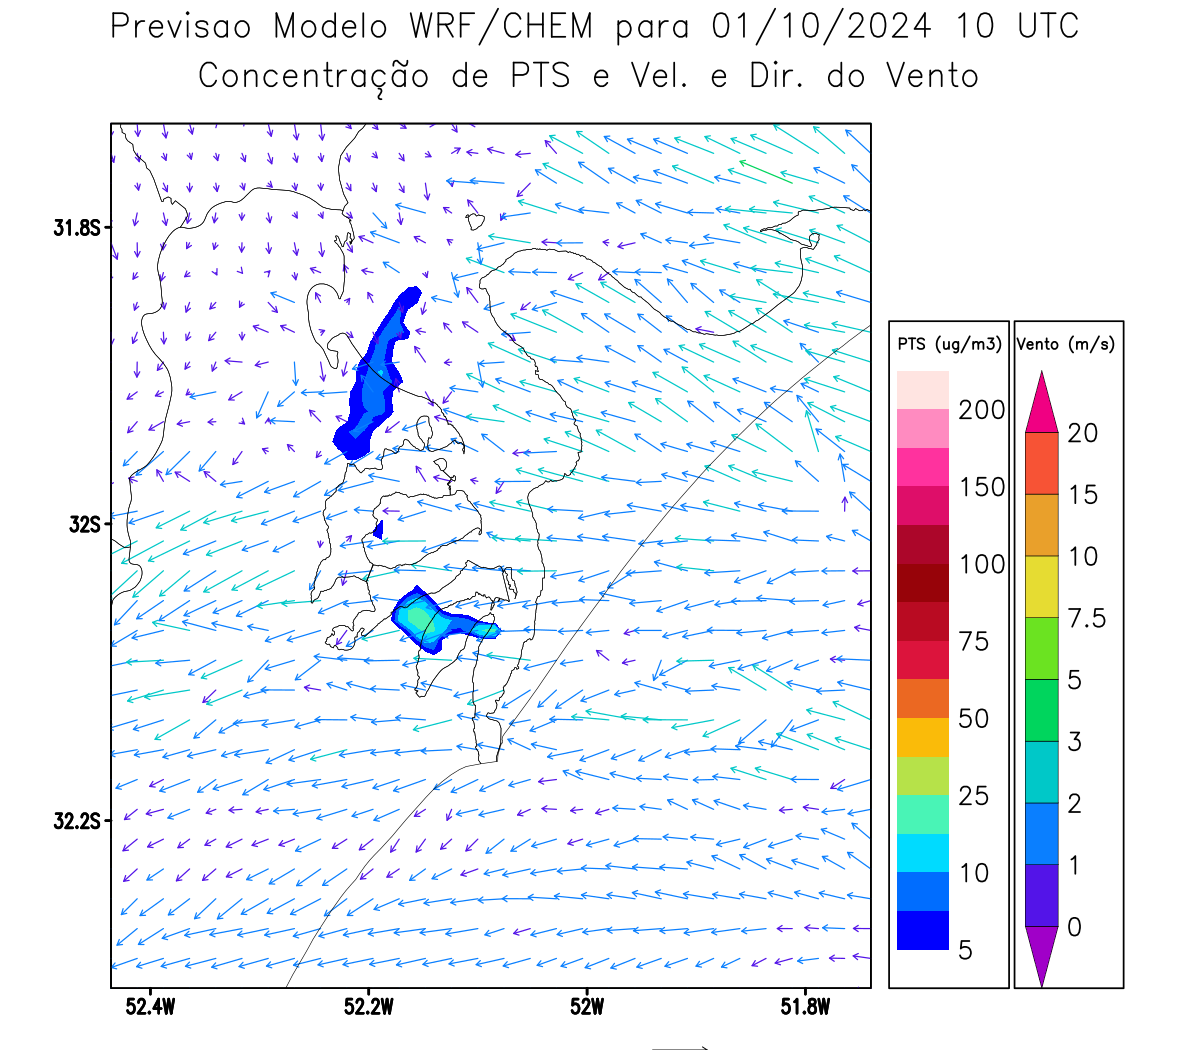 Previsao Modelo WRF/CHEM para 01/10/2024 10 UTC
Concentração de PTS e Vel. e Dir. do Vento
31.8S
32S
32.2S
52.4W
52.2W
52W
51.8W
PTS (ug/m3)
200
150
100
75
50
25
10
5
Vento (m/s)
20
15
10
7.5
5
3
2
1
0